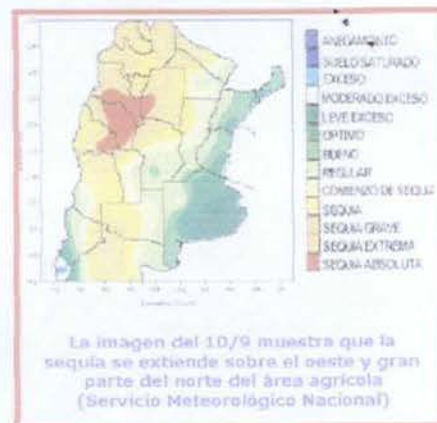 ANEGAMIENTO
SUELO SATURADO
EXCESO
MODERADO EXCESO
LEVE EXCESO
OPTIMO
BUENO
REGULAR
COMIENZO DE SEQUIA
SEQUIA
SEQUIA GRAVE
SEQUIA EXTREMA
SEQUIA ABSOLUTA
La imagen del 10/9 muestra que la
sequía se extiende sobre el oeste y gran
parte del norte del área agrícola
(Servicio Meteorológico Nacional)